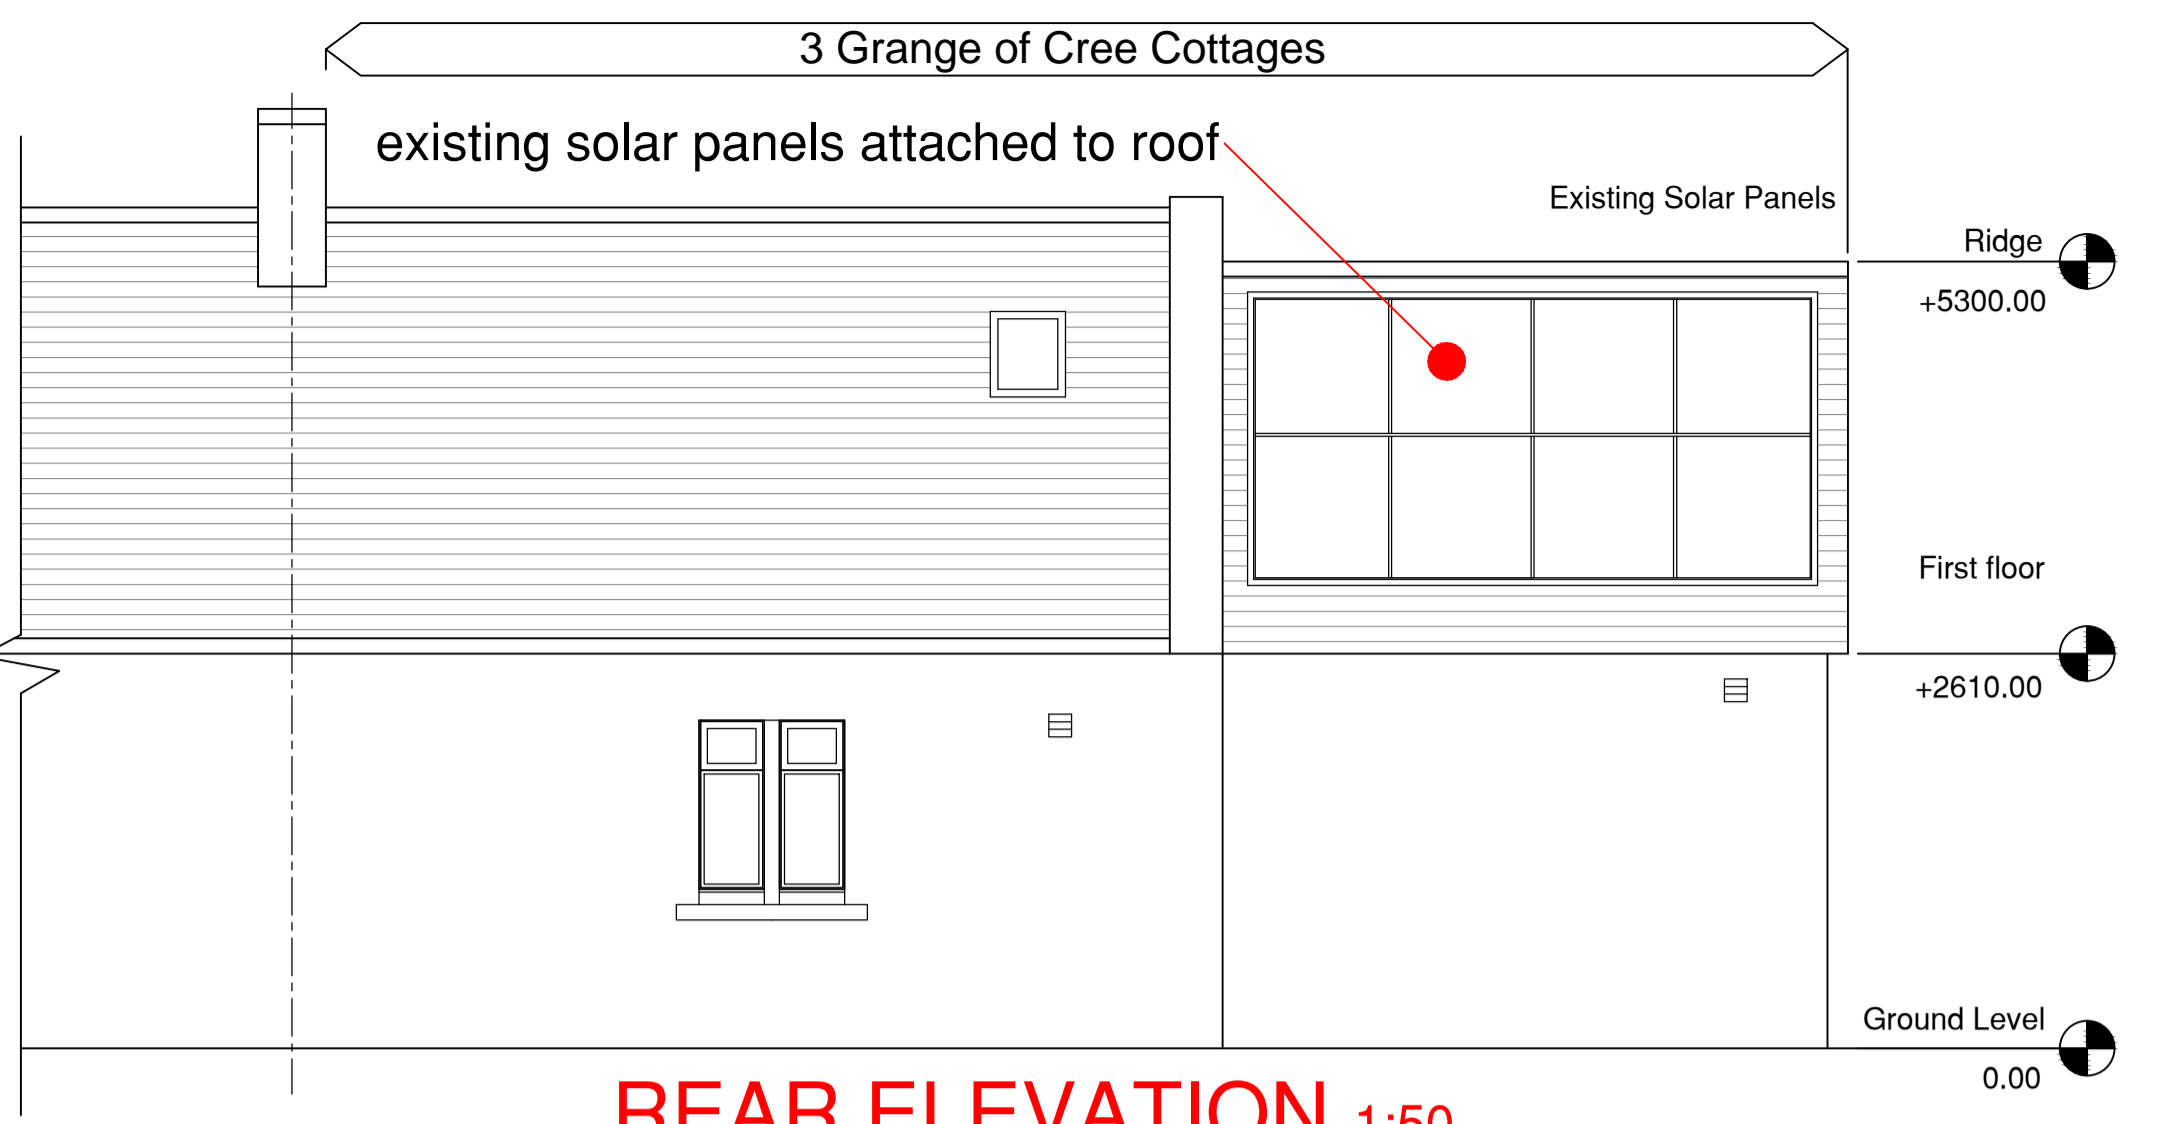 3 Grange of Cree Cottages
existing solar panels attached to roof
Existing Solar Panels
Ridge
+5300.00
First floor
+2610.00
Ground Level
0.00
REAR ELEVATION 1:50